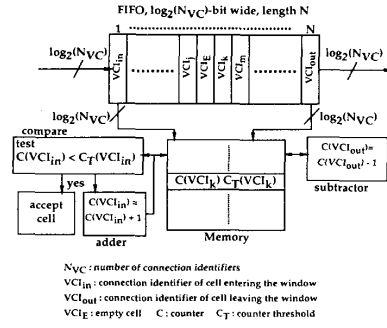 FIFO, log2(NVC)-bit wide, length N
1 N
log2(NVC) VCIin VCIj VCIE VCIk VCIm VCIout log2(NVC)
log2(NVC) log2(NVC)
compare
test
C(VCIin) < CT(VCIin)
yes
accept
cell
C(VCIin) =
C(VCIin) + 1
adder
C(VCIk) CT(VCIk)
Memory
C(VCIout)=
C(VCIout) - 1
subtractor
NVC : number of connection identifiers
VCIin : connection identifier of cell entering the window
VCIout : connection identifier of cell leaving the window
VCIE : empty cell C : counter CT : counter threshold